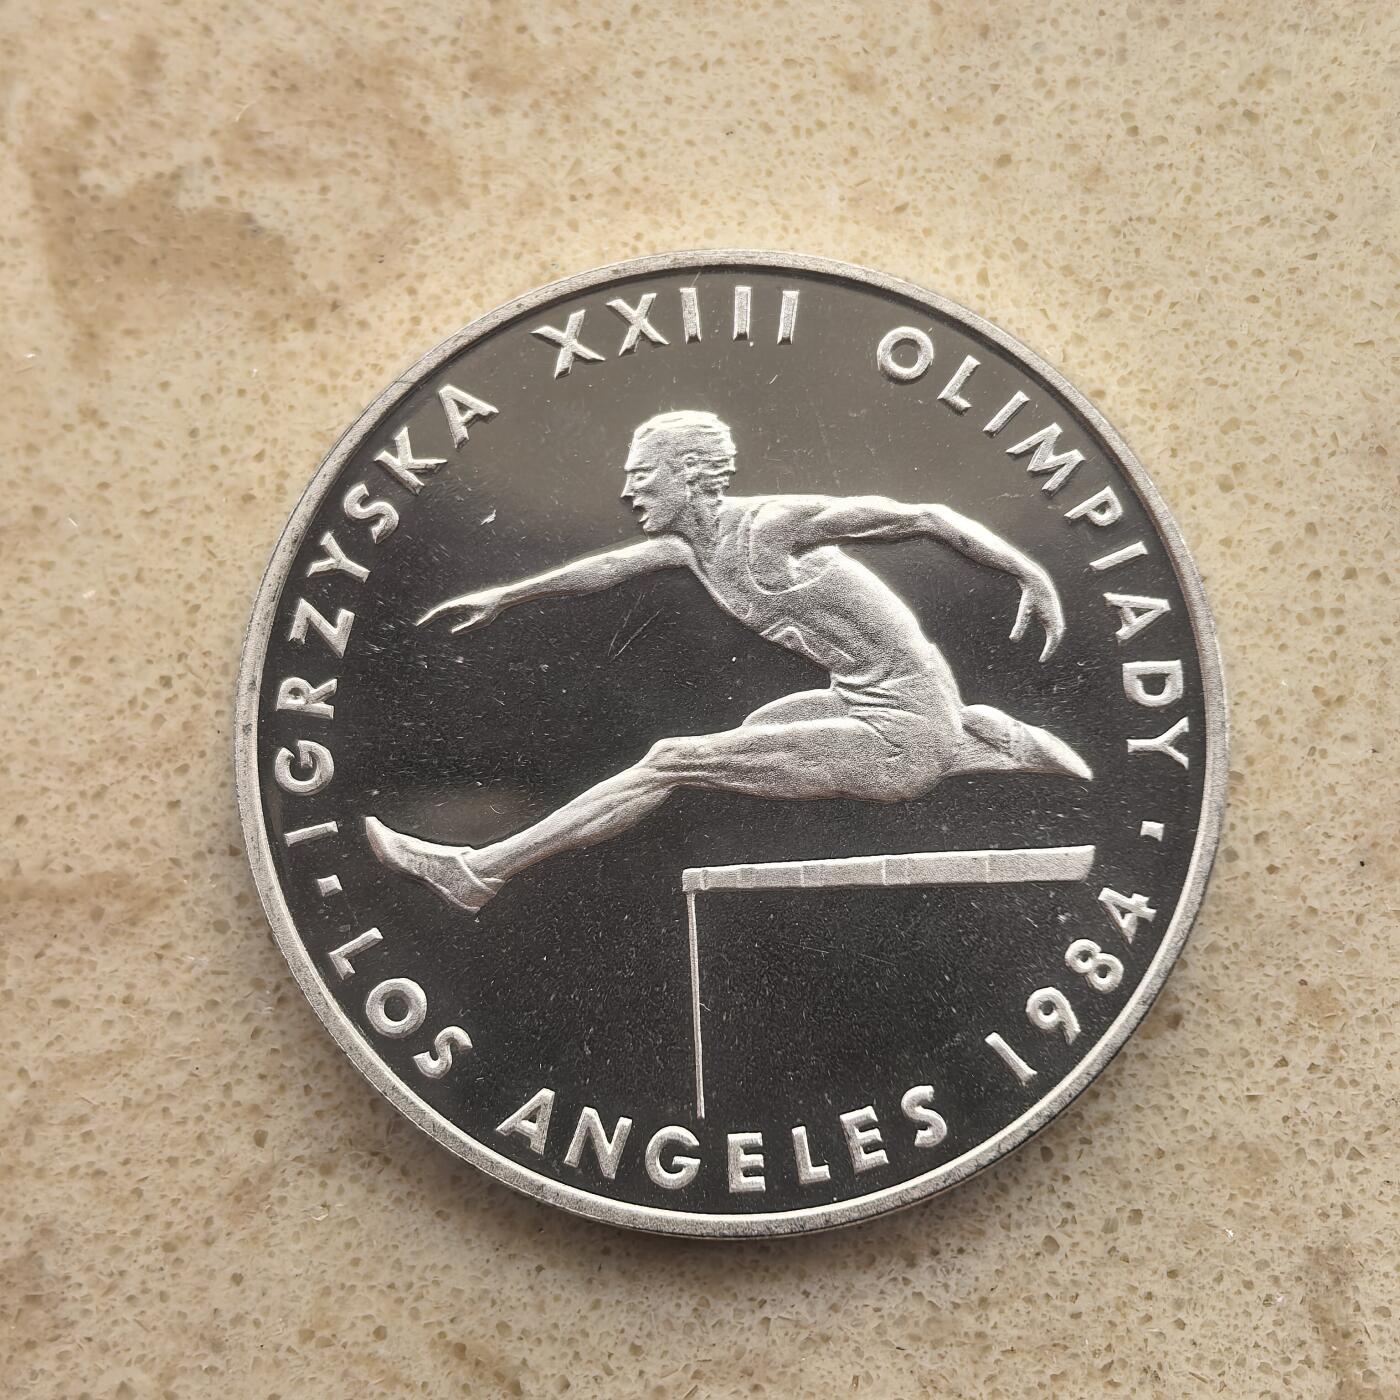 IGRZYSKA XXIII OLIMPIADY
· LOS ANGELES 1984 ·